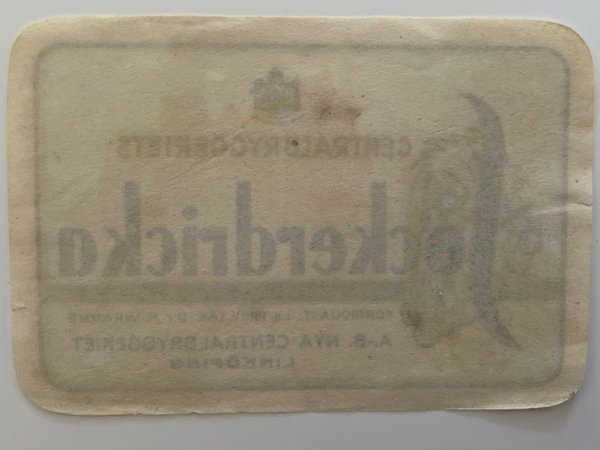 CENTRALBRYGGERIETS
Sockerdricka
A.-B. NYA CENTRALBRYGGERIET
LINKÖPING